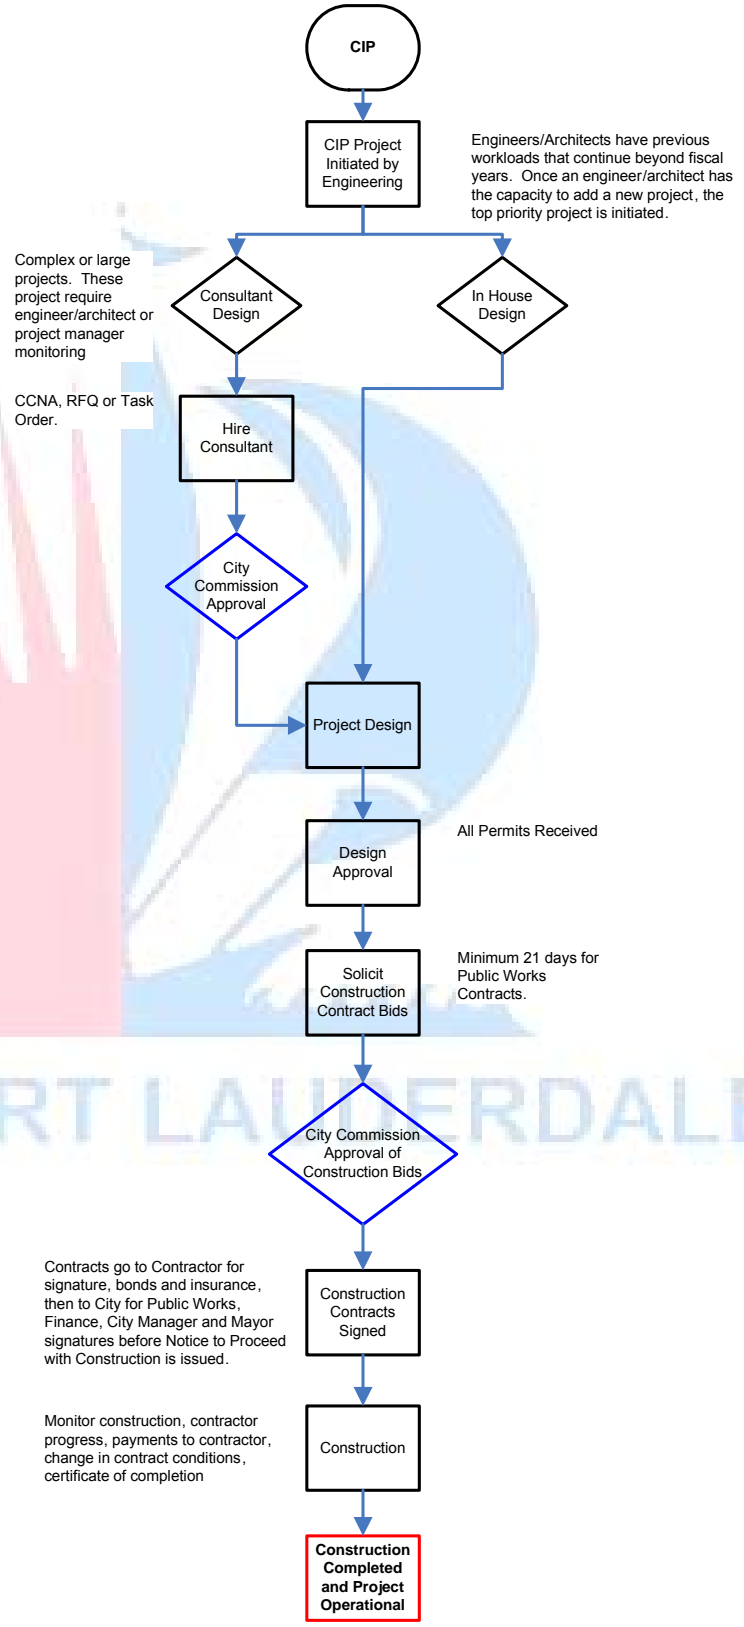 CIP
CIP Project
Initiated by
Engineering
Engineers/Architects have previous
workloads that continue beyond fiscal
years. Once an engineer/architect has
the capacity to add a new project, the
top priority project is initiated.
Complex or large
projects. These
project require
engineer/architect or
project manager
monitoring
Consultant
Design
In House
Design
CCNA, RFQ or Task
Order.
Hire
Consultant
City
Commission
Approval
Project Design
Design
Approval
All Permits Received
Solicit
Construction
Contract Bids
Minimum 21 days for
Public Works
Contracts.
RT LAUDERDALE
City Commission
Approval of
Construction Bids
Contracts go to Contractor for
signature, bonds and insurance,
then to City for Public Works,
Finance, City Manager and Mayor
signatures before Notice to Proceed
with Construction is issued.
Construction
Contracts
Signed
Monitor construction, contractor
progress, payments to contractor,
change in contract conditions,
certificate of completion
Construction
Construction
Completed
and Project
Operational